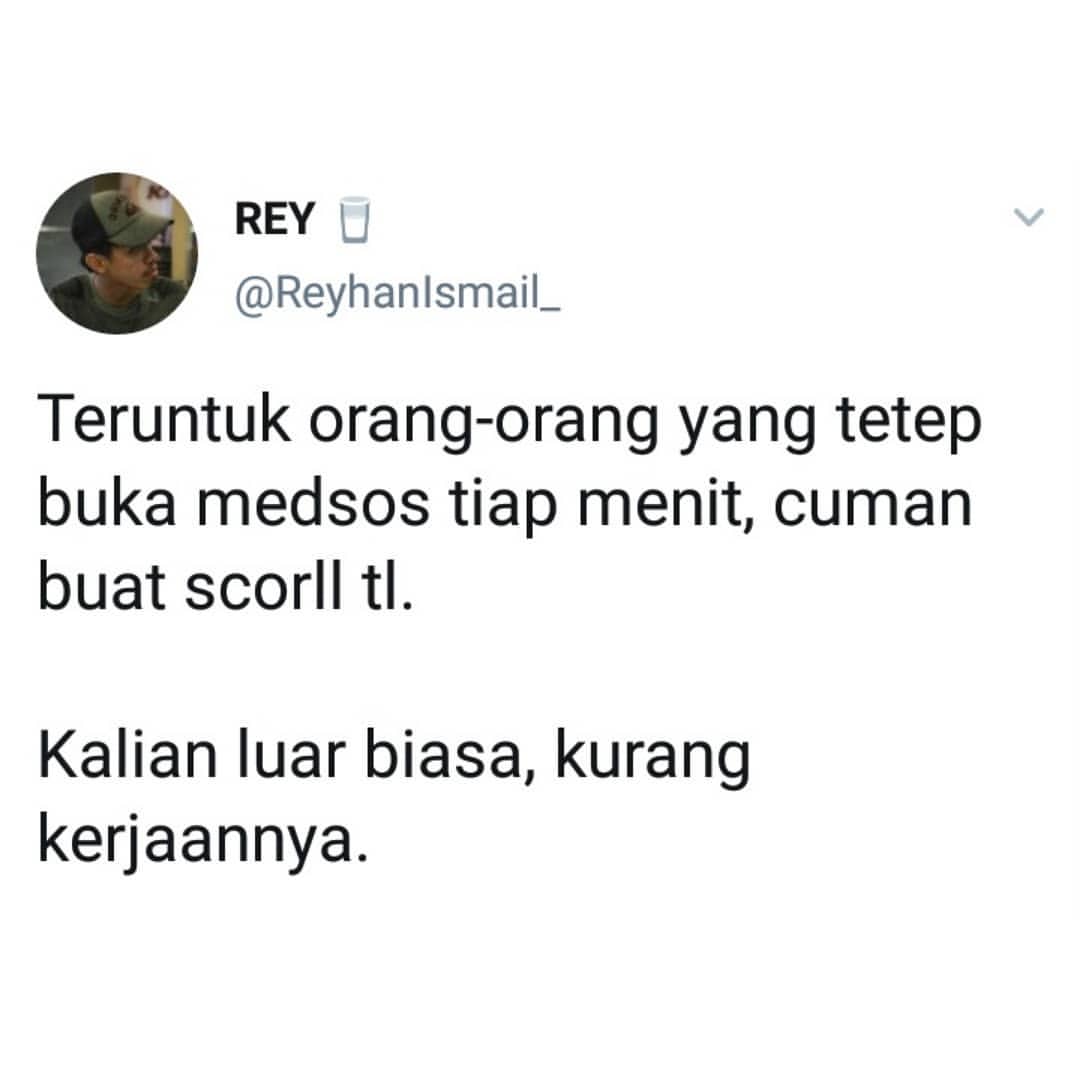 REY
@ReyhanIsmail_
Teruntuk orang-orang yang tetep
buka medsos tiap menit, cuman
buat scorll tl.
Kalian luar biasa, kurang
kerjaannya.